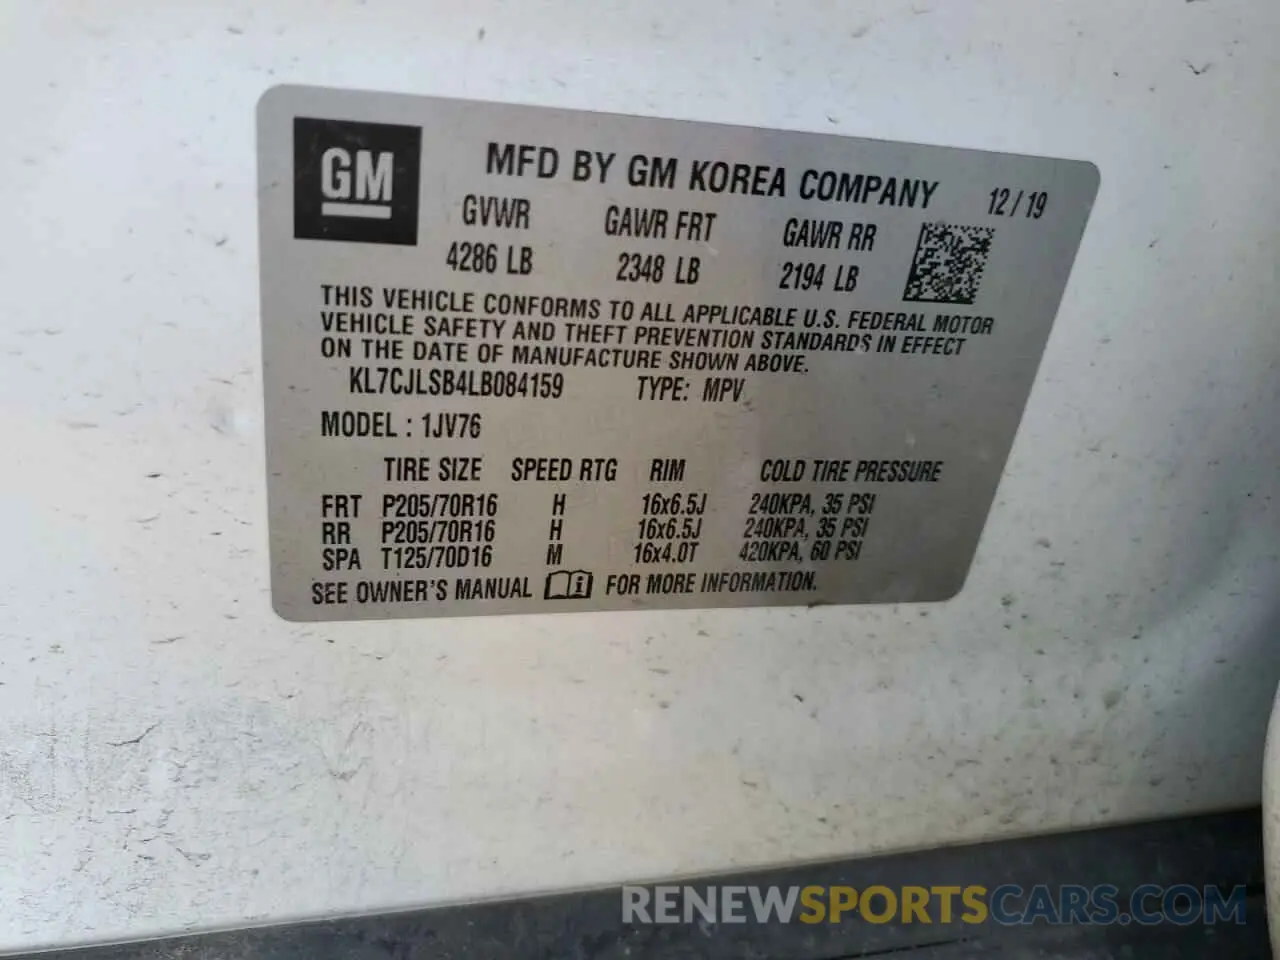 GM
MFD BY GM KOREA COMPANY 12/19
GVWR GAWR FRT GAWR RR
4286 LB 2348 LB 2194 LB
THIS VEHICLE CONFORMS TO ALL APPLICABLE U.S. FEDERAL MOTOR
VEHICLE SAFETY AND THEFT PREVENTION STANDARDS IN EFFECT
ON THE DATE OF MANUFACTURE SHOWN ABOVE.
KL7CJLSB4LB084159 TYPE: MPV
MODEL : 1JV76
TIRE SIZE SPEED RTG RIM COLD TIRE PRESSURE
FRT P205/70R16 H 16x6.5J 240KPA, 35 PSI
RR P205/70R16 H 16x6.5J 240KPA, 35 PSI
SPA T125/70D16 M 16x4.0T 420KPA, 60 PSI
SEE OWNER'S MANUAL FOR MORE INFORMATION.
RENEWSPORTSCARS.COM